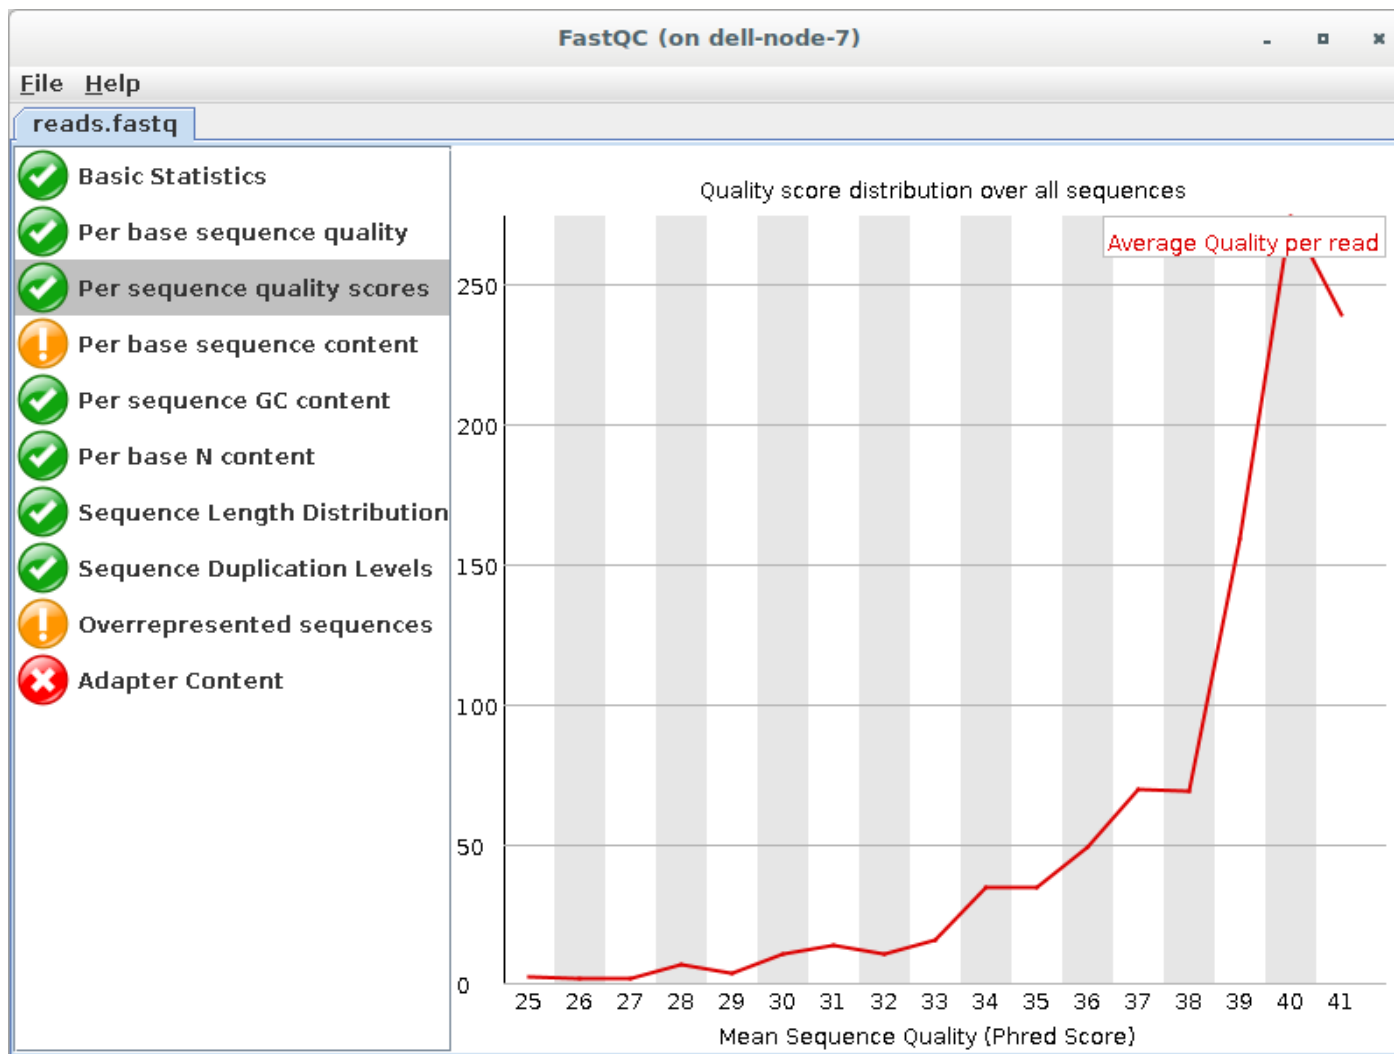 FastQC (on dell-node-7)
File Help
reads.fastq
Basic Statistics
Per base sequence quality
Per sequence quality scores
Per base sequence content
Per sequence GC content
Per base N content
Sequence Length Distribution
Sequence Duplication Levels
Overrepresented sequences
Adapter Content
Quality score distribution over all sequences
Average Quality per read
250
200
150
100
50
0
25 26 27 28 29 30 31 32 33 34 35 36 37 38 39 40 41
Mean Sequence Quality (Phred Score)